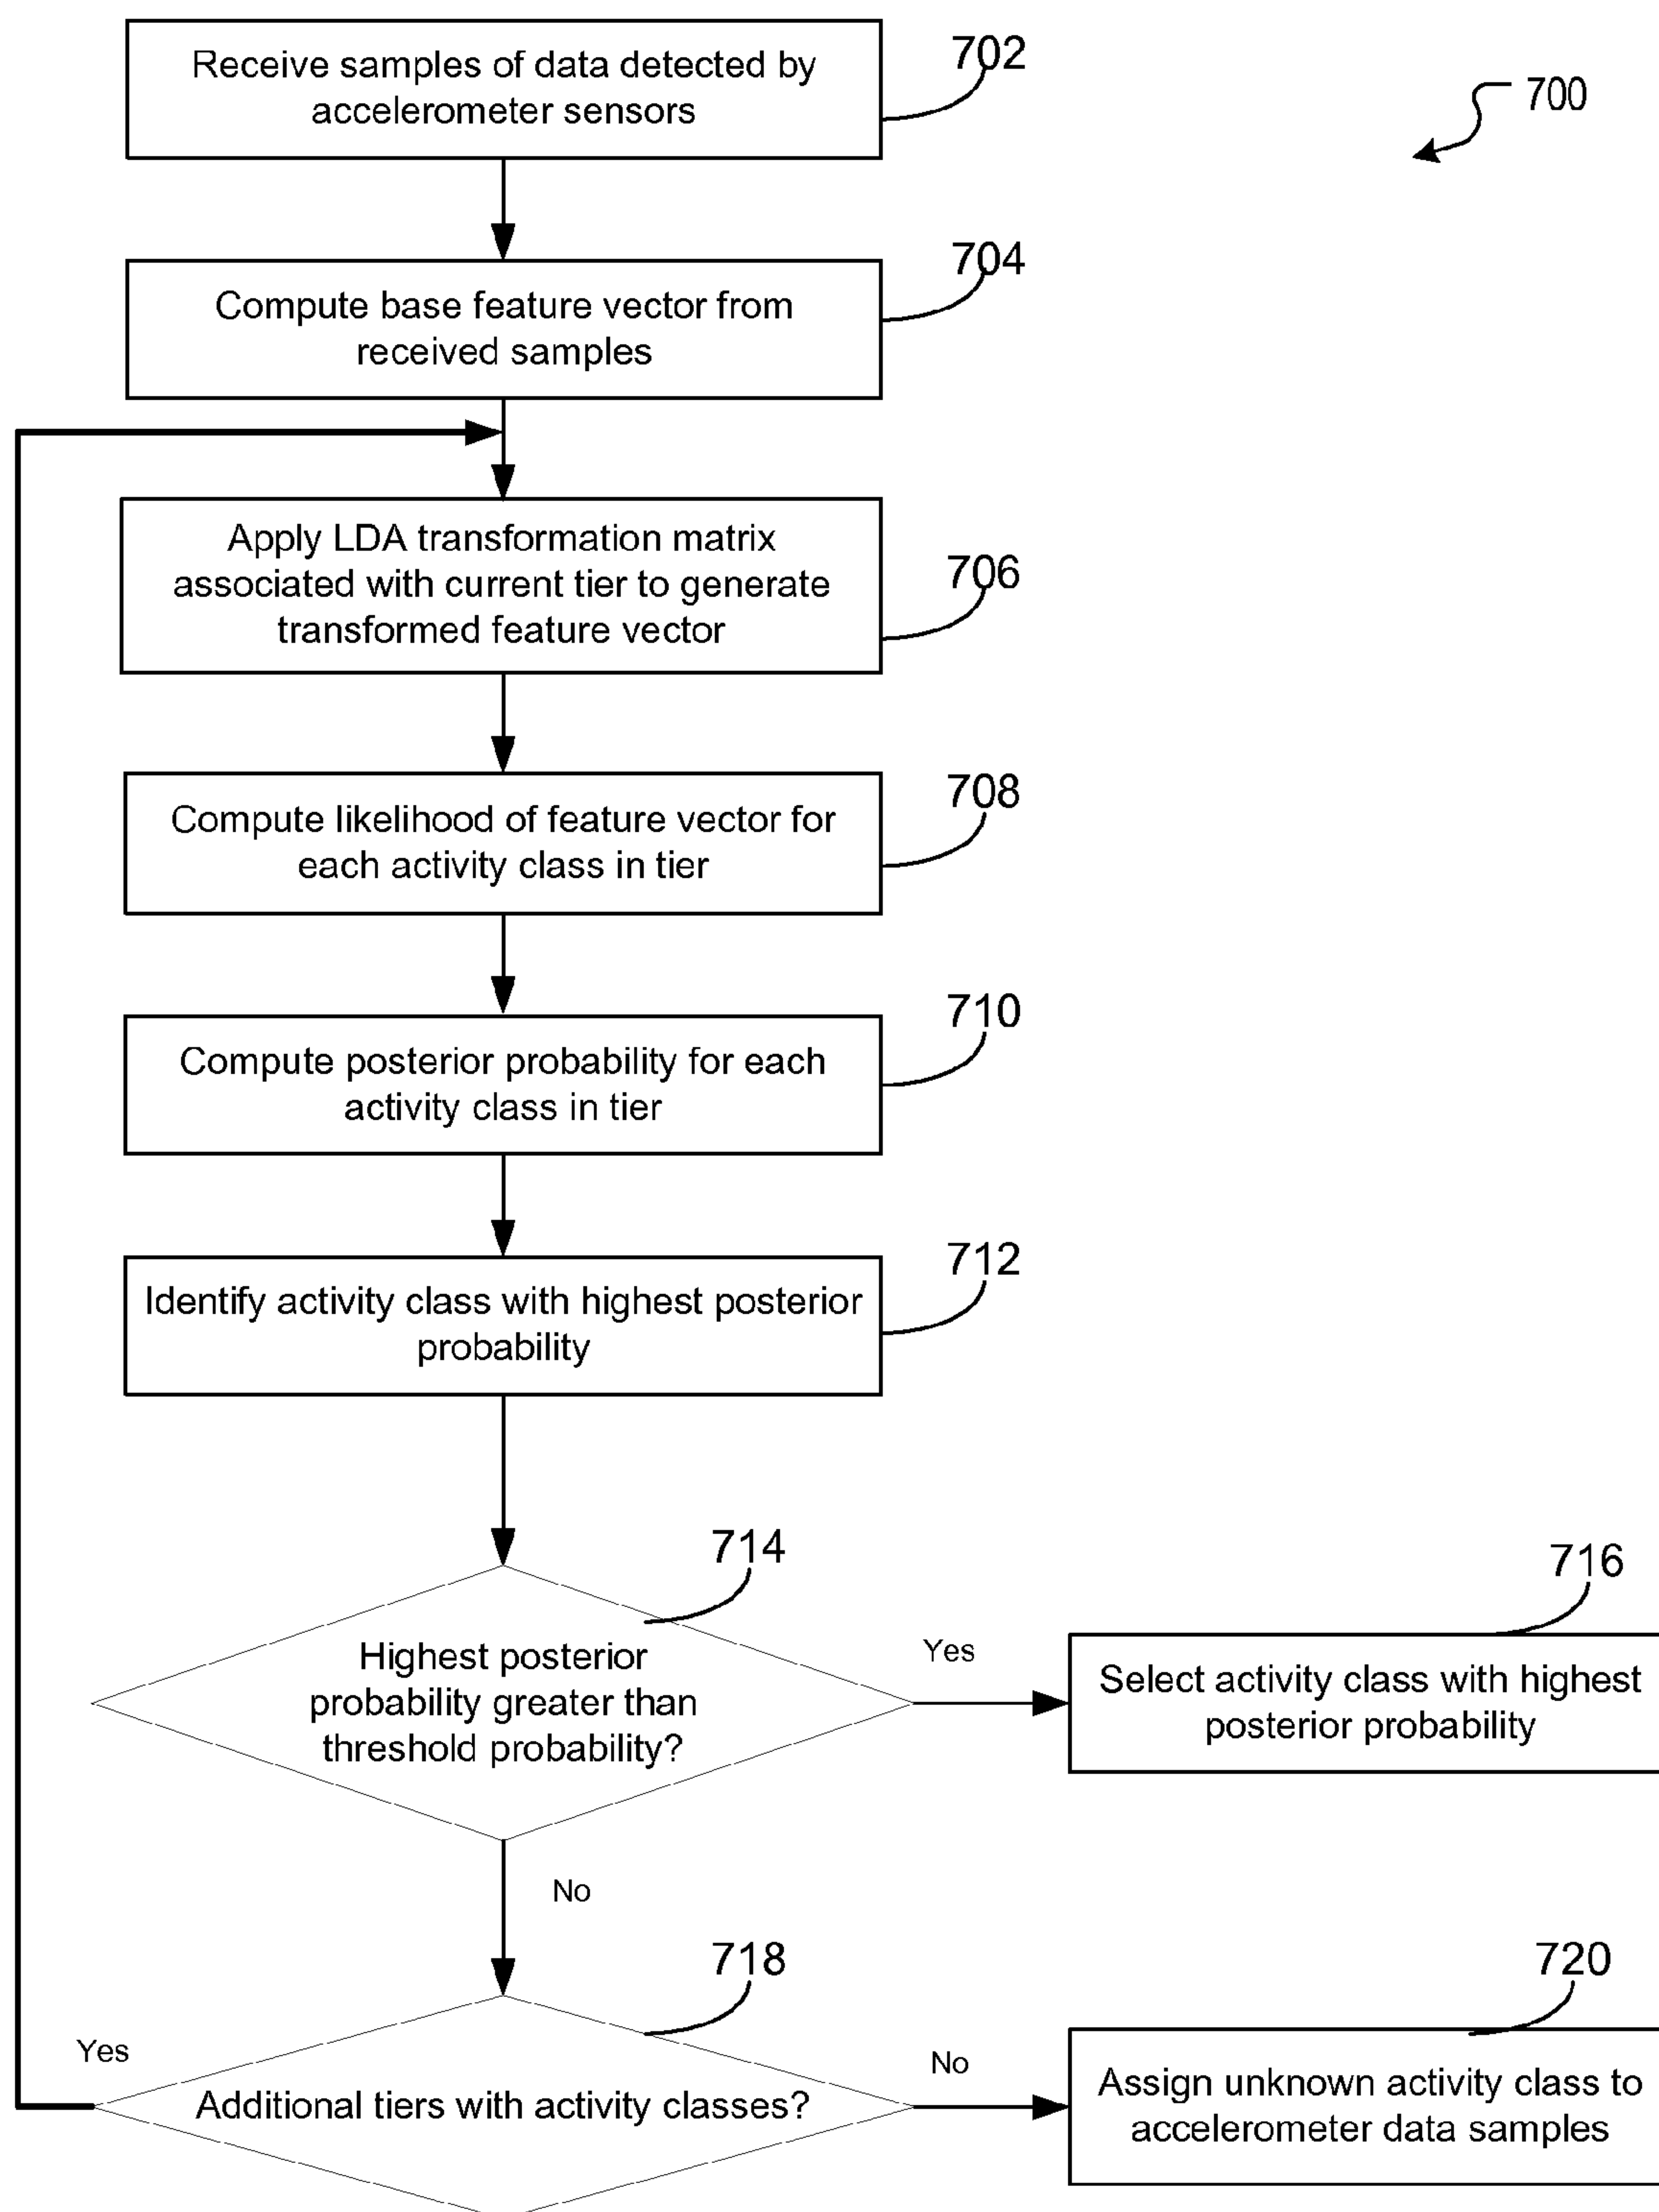 702
Receive samples of data detected by
accelerometer sensors
700
704
Compute base feature vector from
received samples
706
Apply LDA transformation matrix
associated with current tier to generate
transformed feature vector
708
Compute likelihood of feature vector for
each activity class in tier
710
Compute posterior probability for each
activity class in tier
712
Identify activity class with highest posterior
probability
714
Highest posterior
probability greater than
threshold probability?
Yes
716
Select activity class with highest
posterior probability
No
718
Additional tiers with activity classes?
Yes
No
720
Assign unknown activity class to
accelerometer data samples